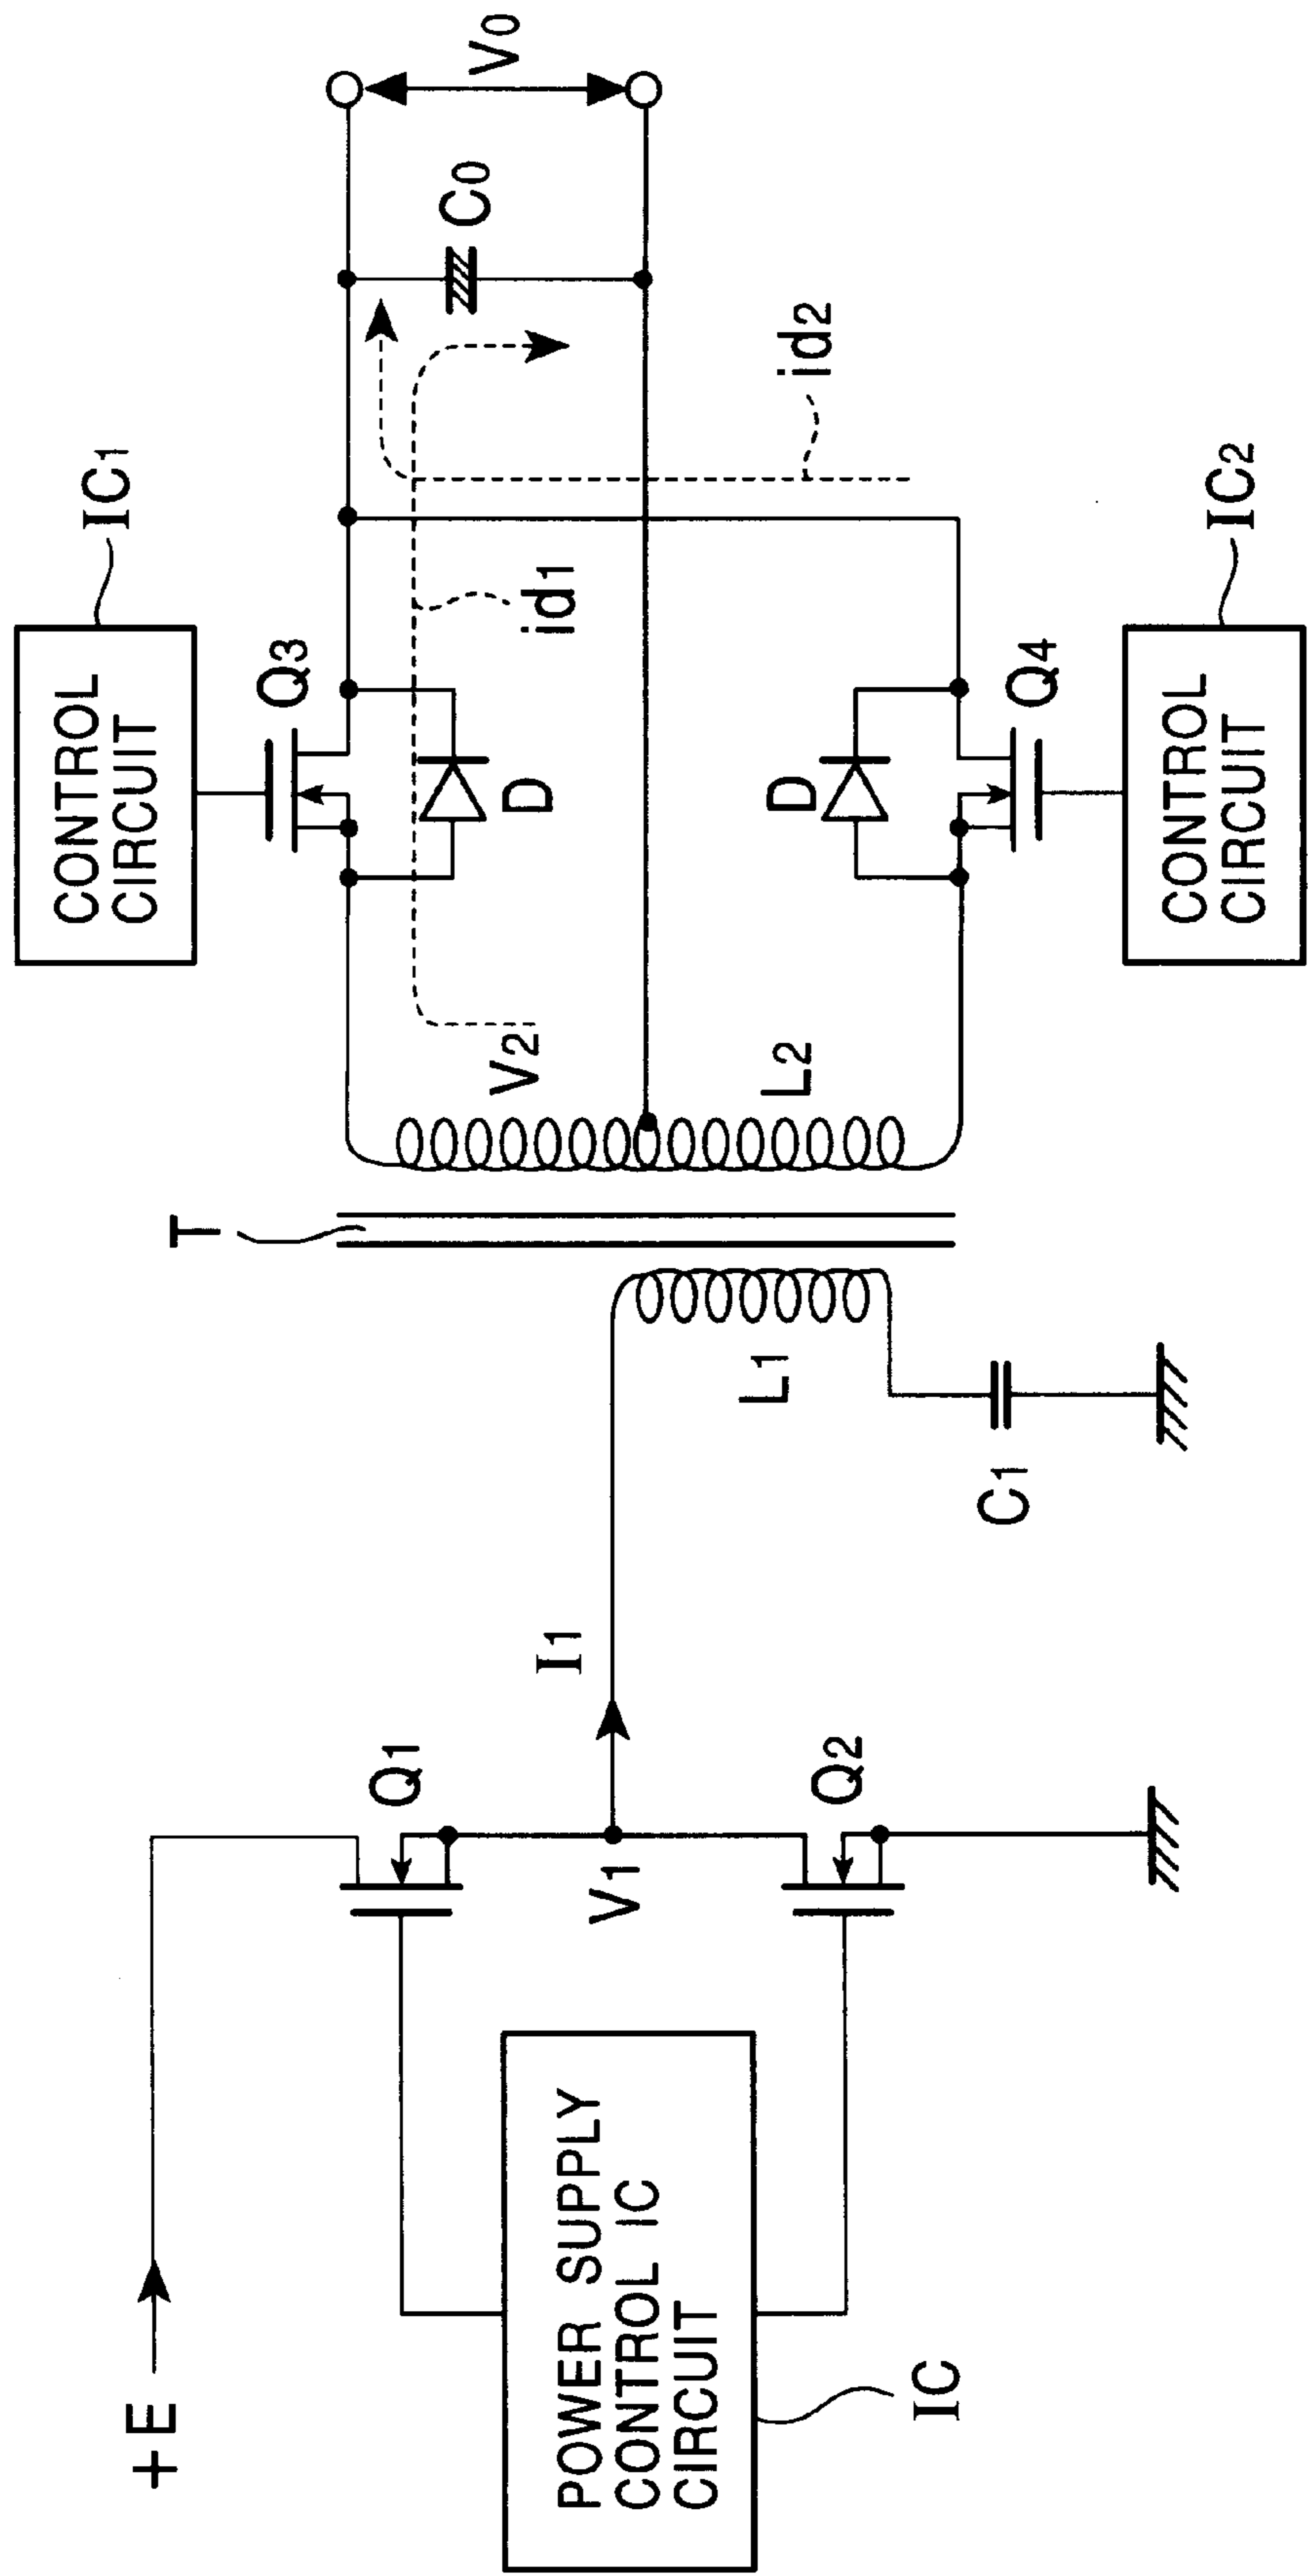 +E
POWER SUPPLY
CONTROL IC
CIRCUIT
IC
Q1
V1
Q2
I1
L1
C1
T
V2
L2
CONTROL
CIRCUIT
IC1
Q3
D
id1
D
Q4
CONTROL
CIRCUIT
IC2
id2
C0
V0